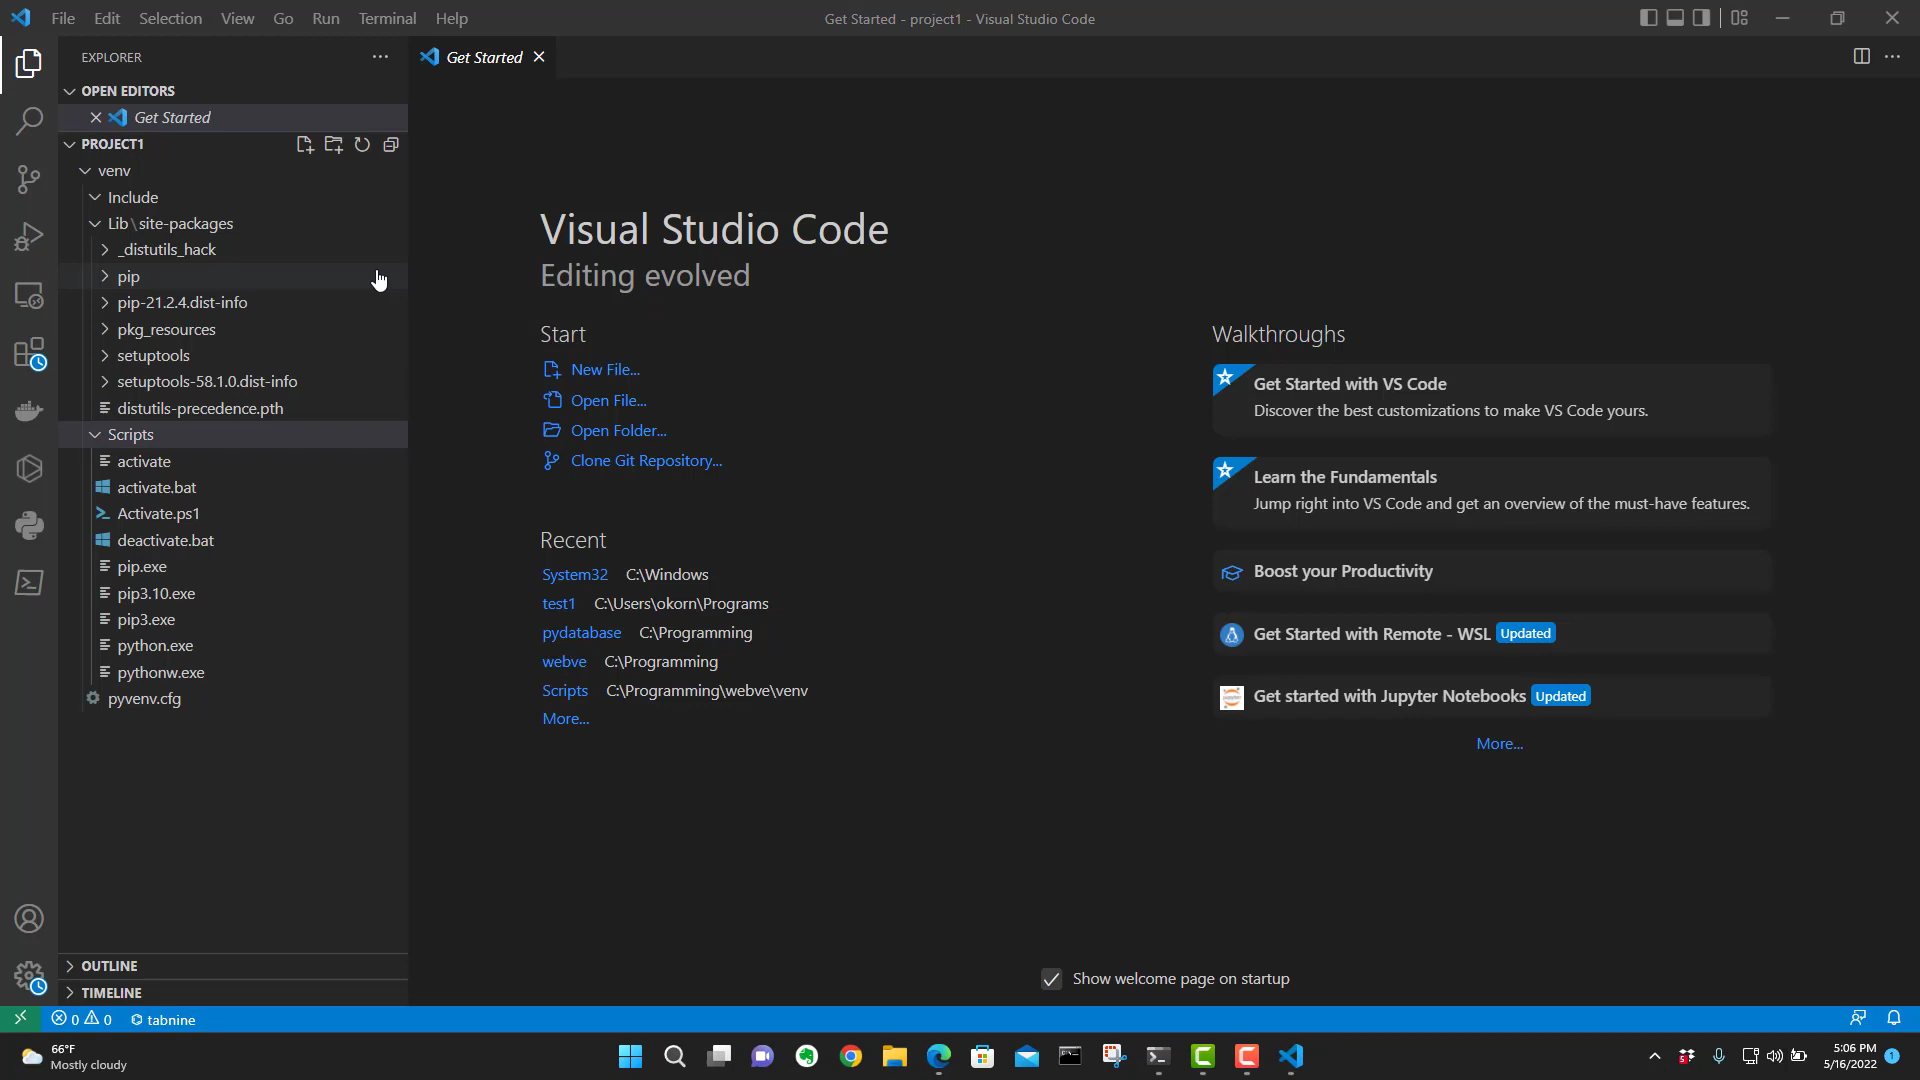 File Edit Selection View Go Run Terminal Help
Get Started - project1 - Visual Studio Code
EXPLORER
Get Started
OPEN EDITORS
Get Started
PROJECT1
venv
Include
Lib\site-packages
_distutils_hack
pip
pip-21.2.4.dist-info
pkg_resources
setuptools
setuptools-58.1.0.dist-info
distutils-precedence.pth
Scripts
activate
activate.bat
Activate.ps1
deactivate.bat
pip.exe
pip3.10.exe
pip3.exe
python.exe
pythonw.exe
pyvenv.cfg
OUTLINE
TIMELINE
Visual Studio Code
Editing evolved
Start
New File...
Open File...
Open Folder...
Clone Git Repository...
Recent
System32 C:\Windows
test1 C:\Users\okorn\Programs
pydatabase C:\Programming
webve C:\Programming
Scripts C:\Programming\webve\venv
More...
Walkthroughs
Get Started with VS Code
Discover the best customizations to make VS Code yours.
Learn the Fundamentals
Jump right into VS Code and get an overview of the must-have features.
Boost your Productivity
Get Started with Remote - WSL Updated
Get started with Jupyter Notebooks Updated
More...
Show welcome page on startup
0 0 tabnine
66°F
Mostly cloudy
5:06 PM
5/16/2022
1